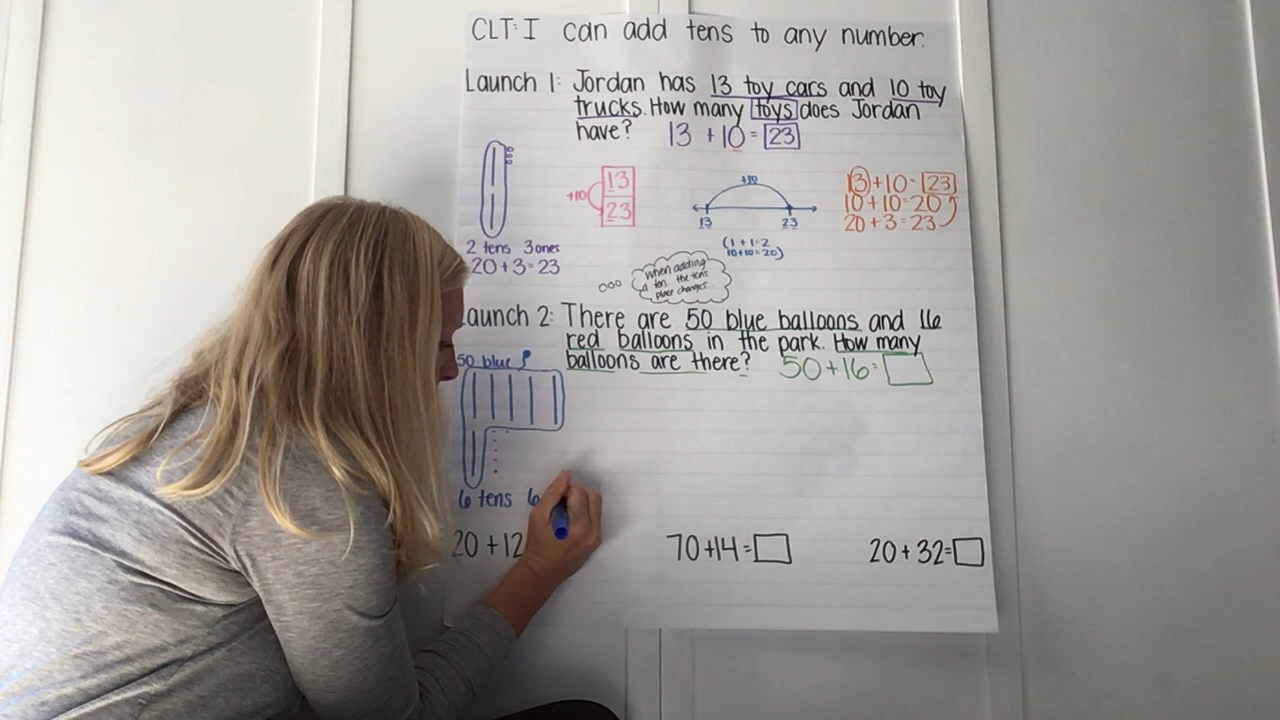 CLT: I can add tens to any number.
Launch 1: Jordan has 13 toy cars and 10 toy
trucks. How many toys does Jordan
have? 13 + 10 = 23
+10
13
23
+10
13 23
(1 + 1 = 2
10+10=20)
13+10=23
10+10=20
20+3=23
2 tens 3 ones
20+3=23
When adding
a ten... the tens
place changes...
Launch 2: There are 50 blue balloons and 16
red balloons in the park. How many
balloons are there? 50+16=
50 blue
6 tens 6
20 +12
70+14=
20+32=